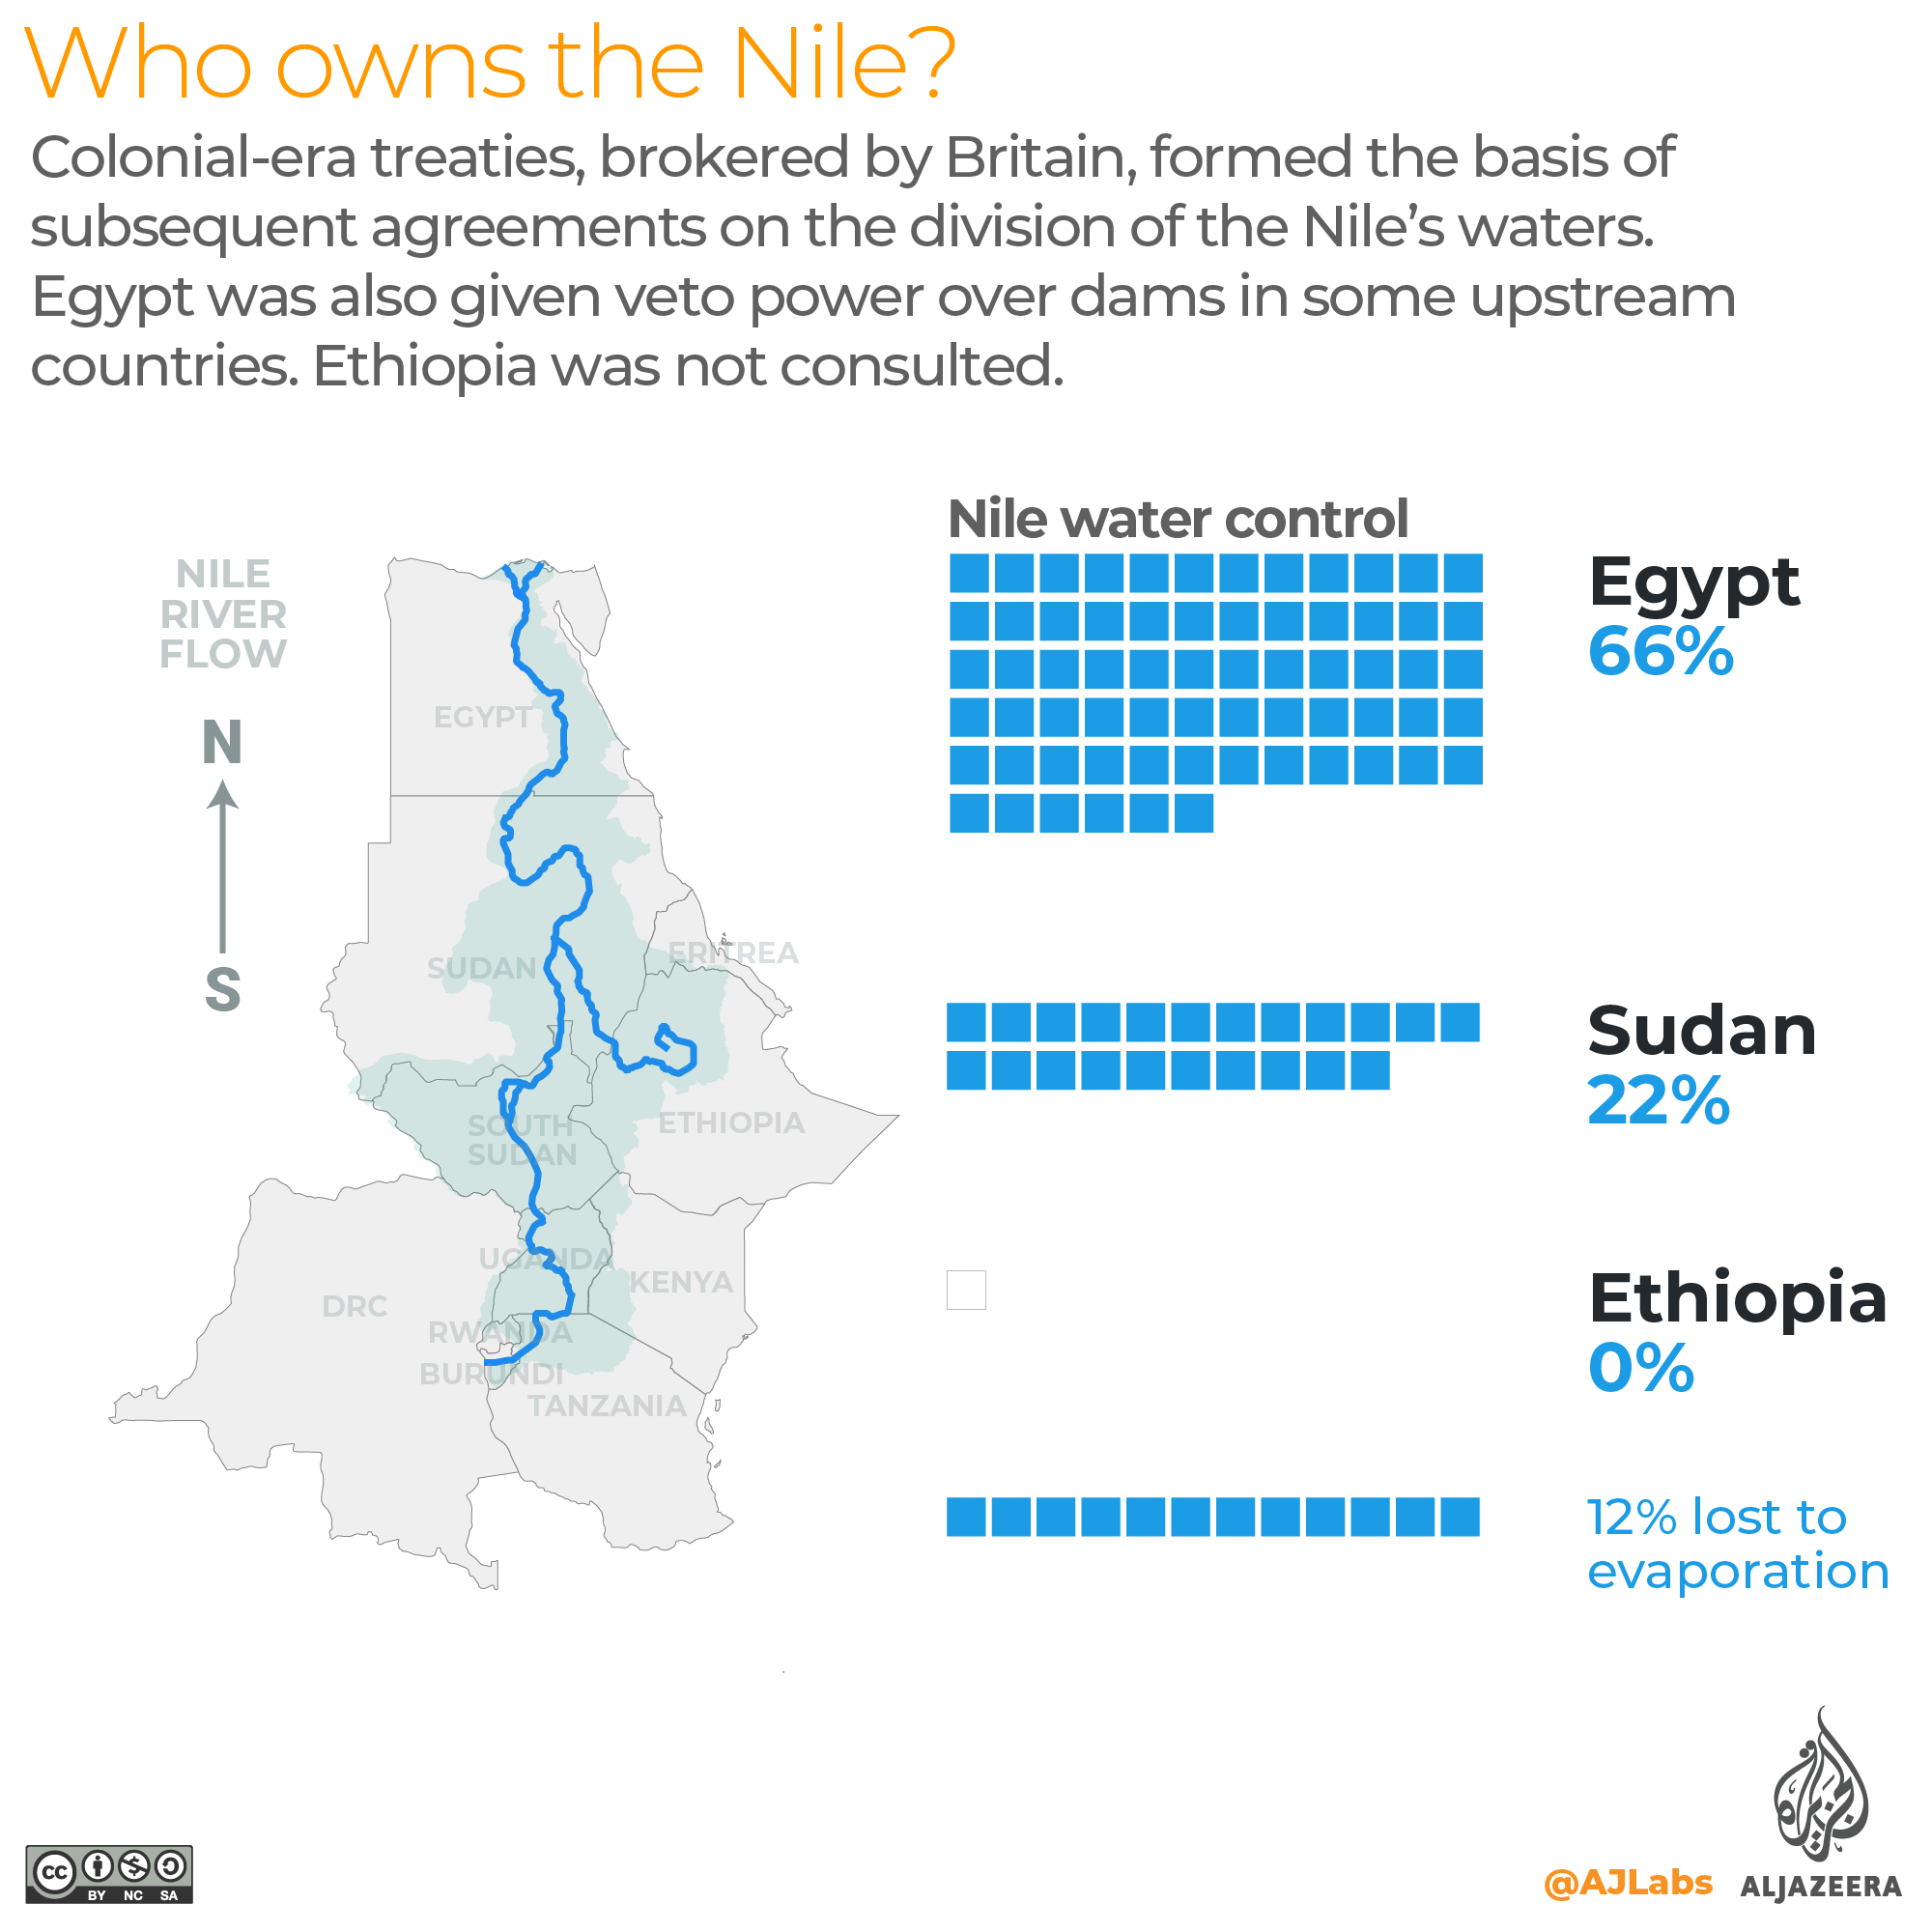 Who owns the Nile?
Colonial-era treaties, brokered by Britain, formed the basis of
subsequent agreements on the division of the Nile’s waters.
Egypt was also given veto power over dams in some upstream
countries. Ethiopia was not consulted.
NILE
RIVER
FLOW
N
S
EGYPT
SUDAN
ERITREA
SOUTH
SUDAN
ETHIOPIA
UGANDA
KENYA
DRC
RWANDA
BURUNDI
TANZANIA
Nile water control
Egypt
66%
Sudan
22%
Ethiopia
0%
12% lost to
evaporation
cc
BY NC SA
@AJLabs
الجزيرة
ALJAZEERA